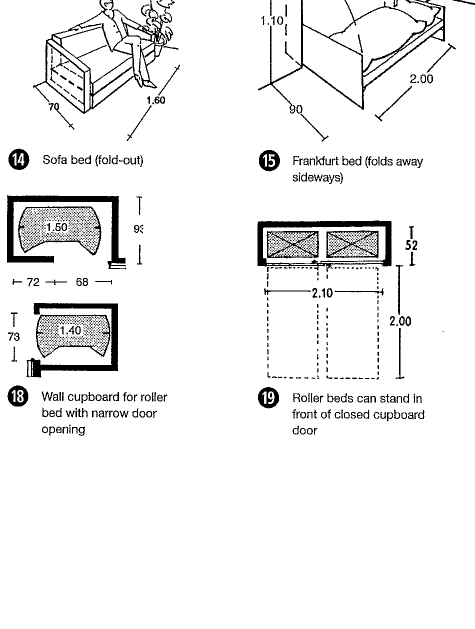 1.10
70
1.60
2.00
90
14 Sofa bed (fold-out)
15 Frankfurt bed (folds away
sideways)
1.50
72
68
1.40
73
52
2.10
2.00
18 Wall cupboard for roller
bed with narrow door
opening
19 Roller beds can stand in
front of closed cupboard
door